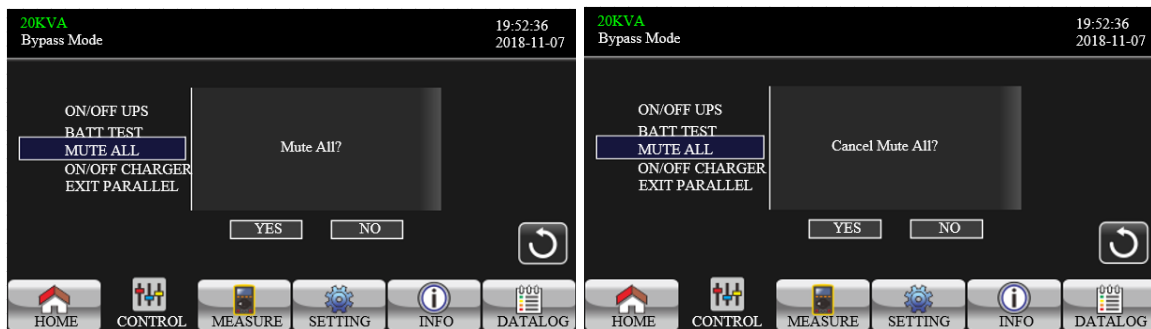 20KVA
Bypass Mode
19:52:36
2018-11-07
ON/OFF UPS
BATT TEST
MUTE ALL
ON/OFF CHARGER
EXIT PARALLEL
Mute All?
YES NO
HOME CONTROL MEASURE SETTING INFO DATALOG
20KVA
Bypass Mode
19:52:36
2018-11-07
ON/OFF UPS
BATT TEST
MUTE ALL
ON/OFF CHARGER
EXIT PARALLEL
Cancel Mute All?
YES NO
HOME CONTROL MEASURE SETTING INFO DATALOG